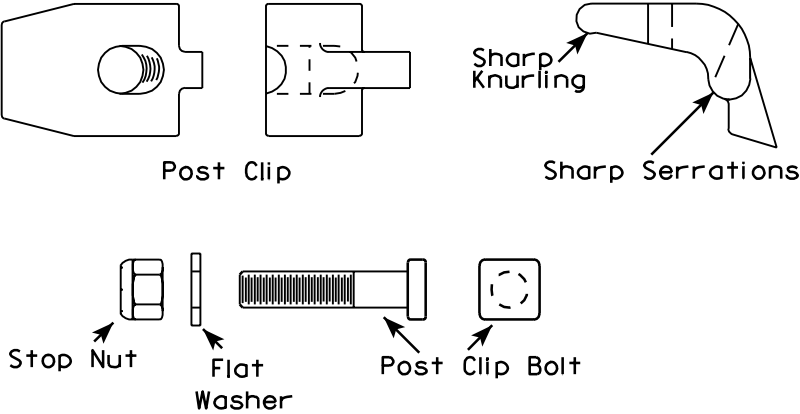 Sharp
Knurling
Post Clip
Sharp Serrations
Stop Nut
Flat
Washer
Post Clip Bolt